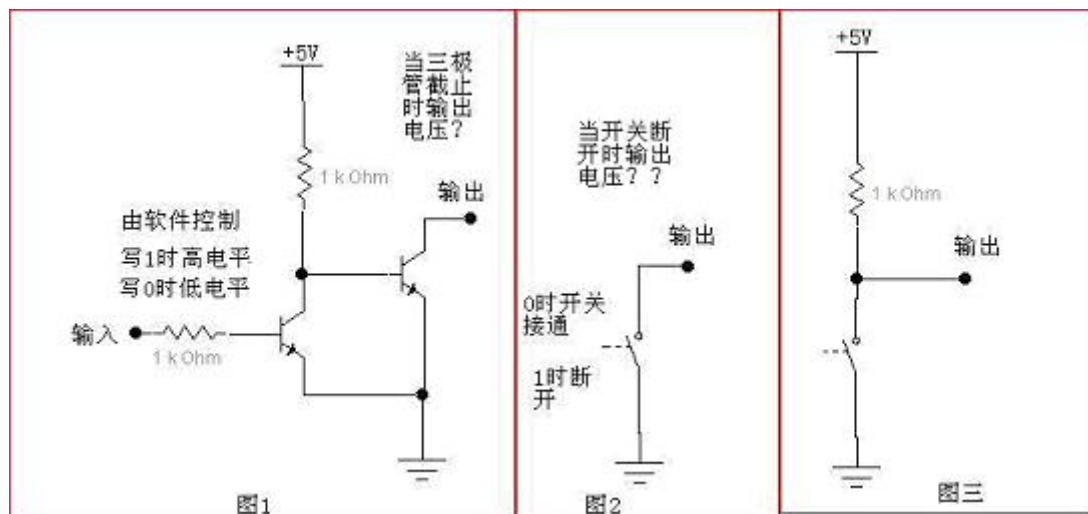 +5V
当三极
管截止
时输出
电压?
1 k Ohm
输出
由软件控制
写1时高电平
写0时低电平
输入
1 k Ohm
图1
当开关断
开时输出
电压??
输出
0时开关
接通
1时断
开
图2
+5V
1 k Ohm
输出
图三